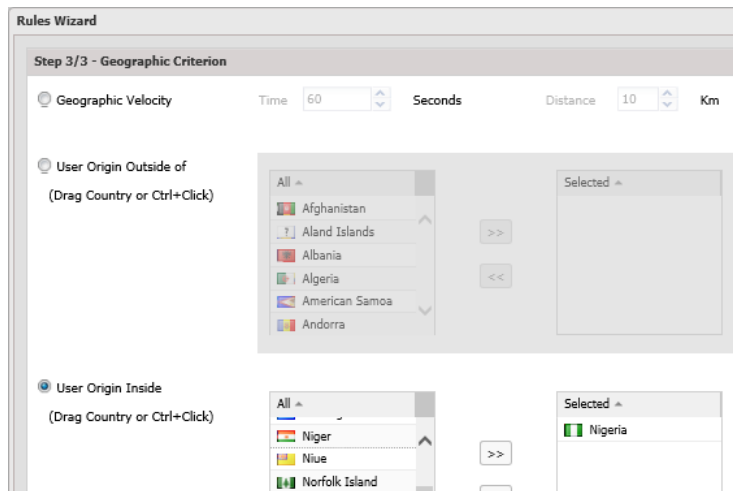 Rules Wizard
Step 3/3 - Geographic Criterion
Geographic Velocity Time 60 Seconds Distance 10 Km
User Origin Outside of
(Drag Country or Ctrl+Click)
All Selected
Afghanistan
Aland Islands
>>
Albania
Algeria
<<
American Samoa
Andorra
User Origin Inside
(Drag Country or Ctrl+Click)
All Selected
Niger Nigeria
Niue
>>
Norfolk Island